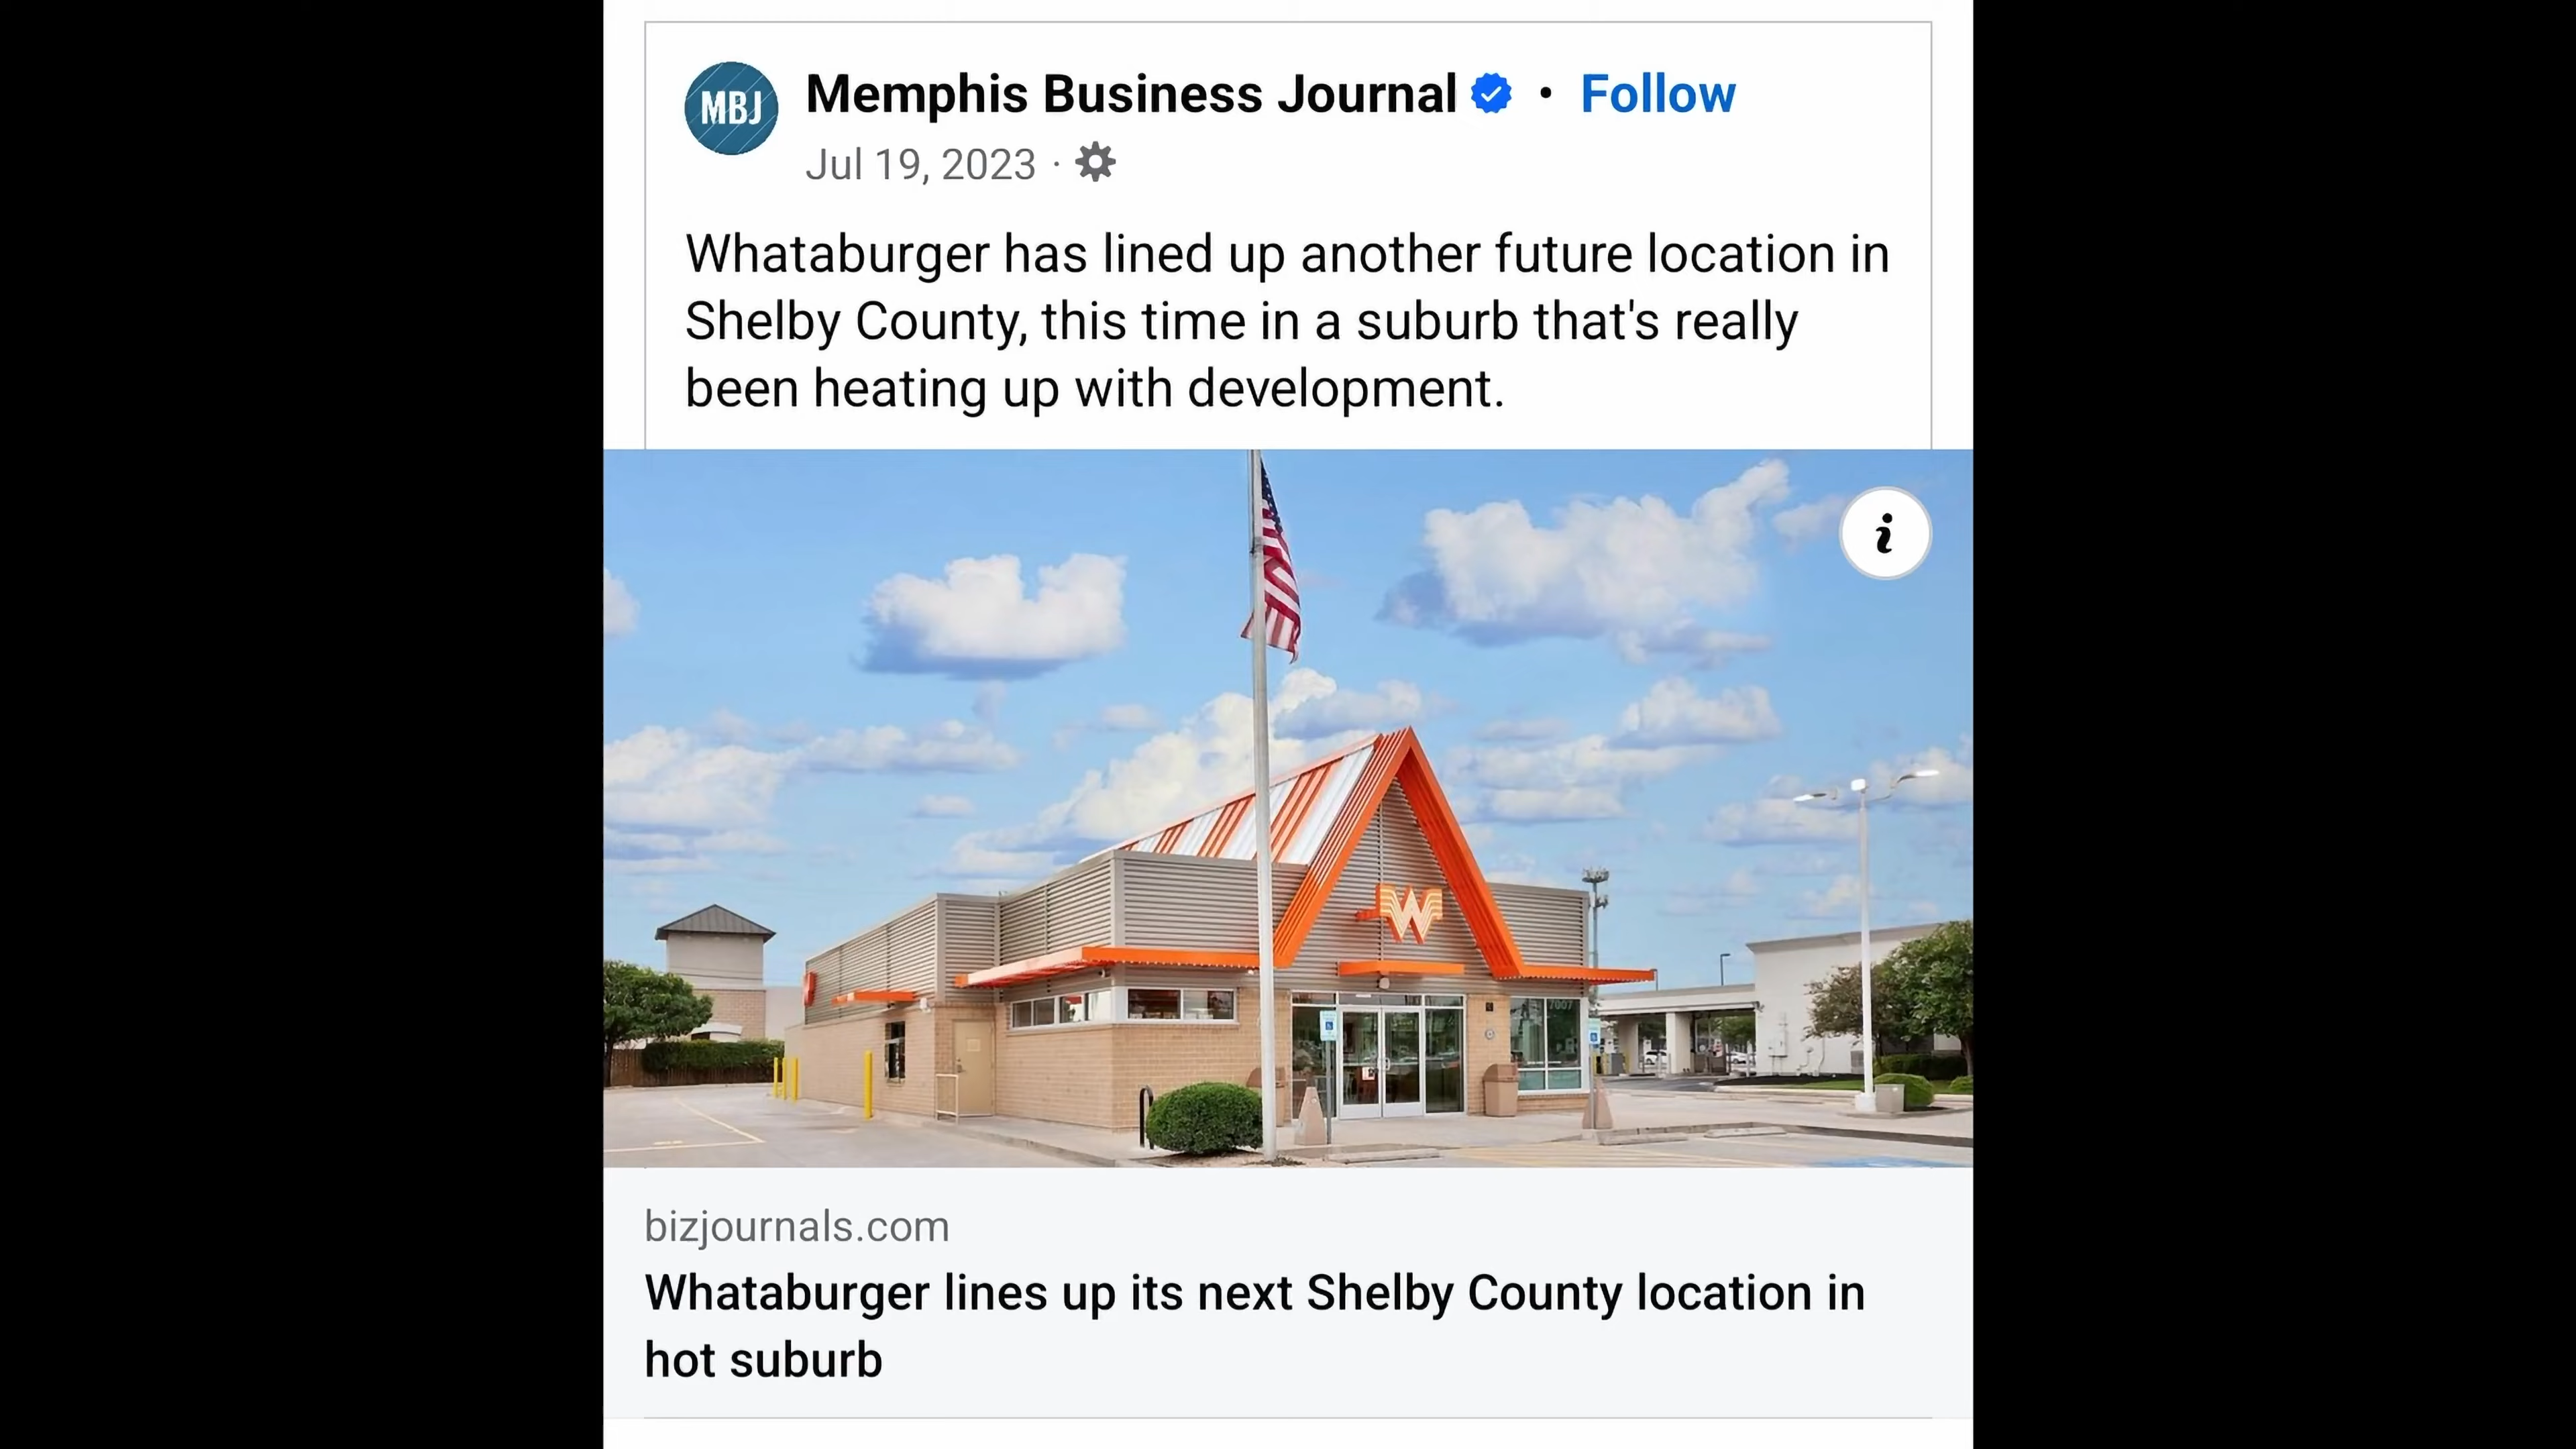 MBJ
Memphis Business Journal • Follow
Jul 19, 2023 ·
Whataburger has lined up another future location in
Shelby County, this time in a suburb that's really
been heating up with development.
i
W
2007
bizjournals.com
Whataburger lines up its next Shelby County location in
hot suburb